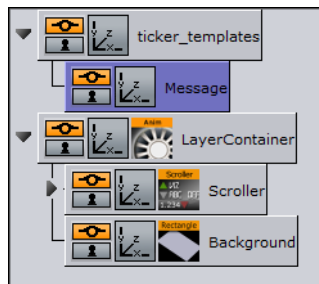 ticker_templates
Message
Anim
LayerContainer
Scroller
Scroller
Rectangle
Background